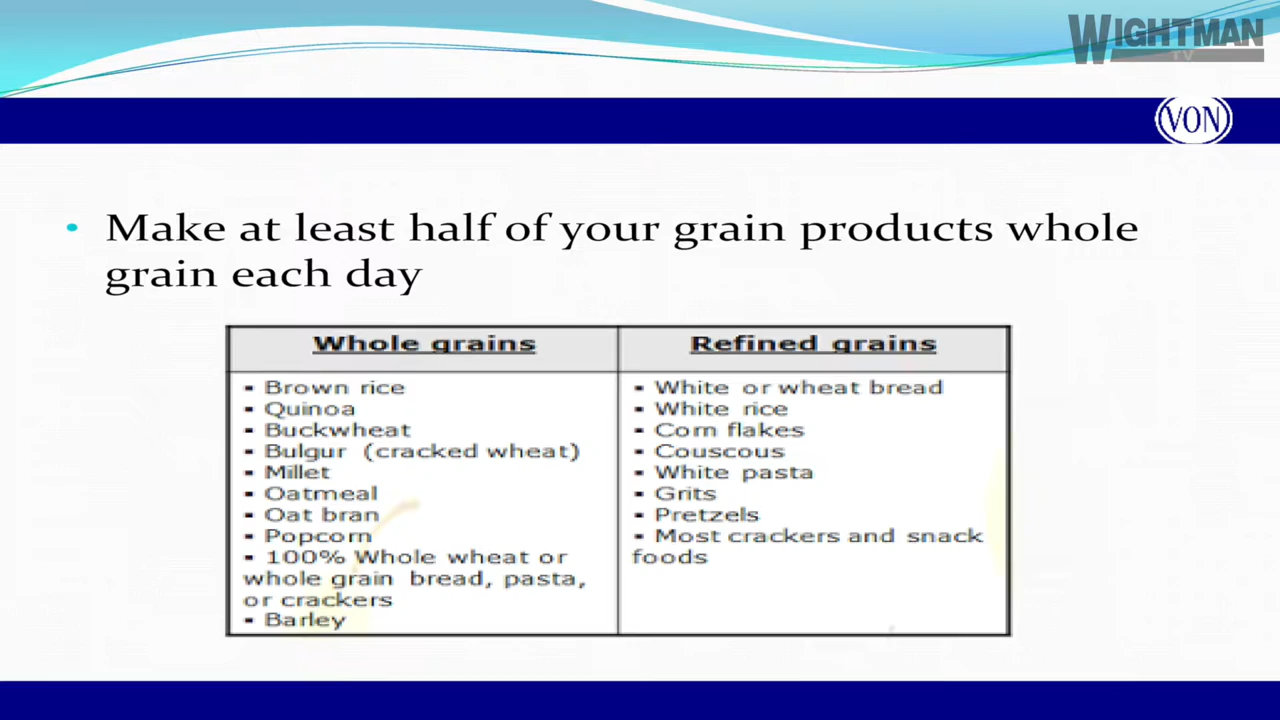 WIGHTMAN
TV
VON
• Make at least half of your grain products whole
grain each day
Whole grains
▪ Brown rice
▪ Quinoa
▪ Buckwheat
▪ Bulgur (cracked wheat)
▪ Millet
▪ Oatmeal
▪ Oat bran
▪ Popcorn
▪ 100% Whole wheat or
whole grain bread, pasta,
or crackers
▪ Barley
Refined grains
▪ White or wheat bread
▪ White rice
▪ Corn flakes
▪ Couscous
▪ White pasta
▪ Grits
▪ Pretzels
▪ Most crackers and snack
foods